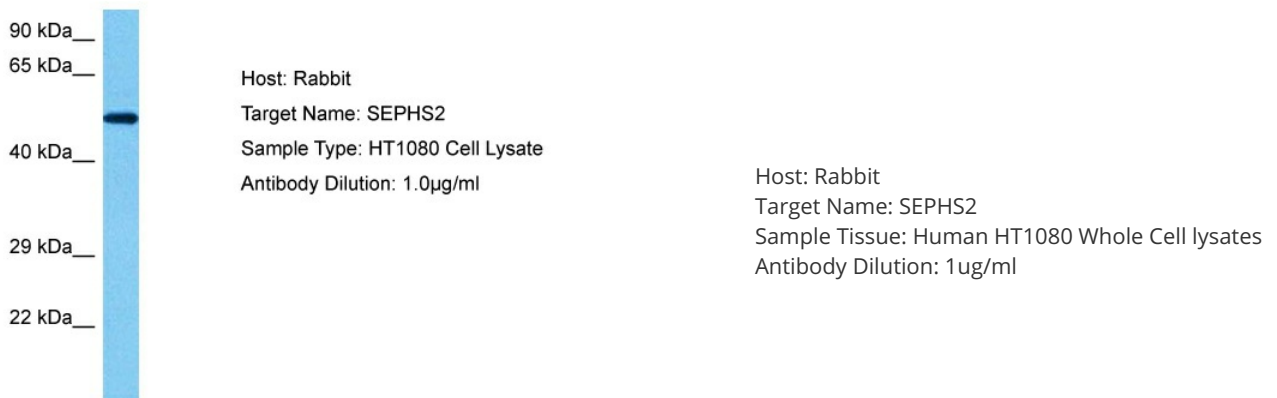 90 kDa__
65 kDa__
40 kDa__
29 kDa__
22 kDa__
Host: Rabbit
Target Name: SEPHS2
Sample Type: HT1080 Cell Lysate
Antibody Dilution: 1.0µg/ml
Host: Rabbit
Target Name: SEPHS2
Sample Tissue: Human HT1080 Whole Cell lysates
Antibody Dilution: 1ug/ml